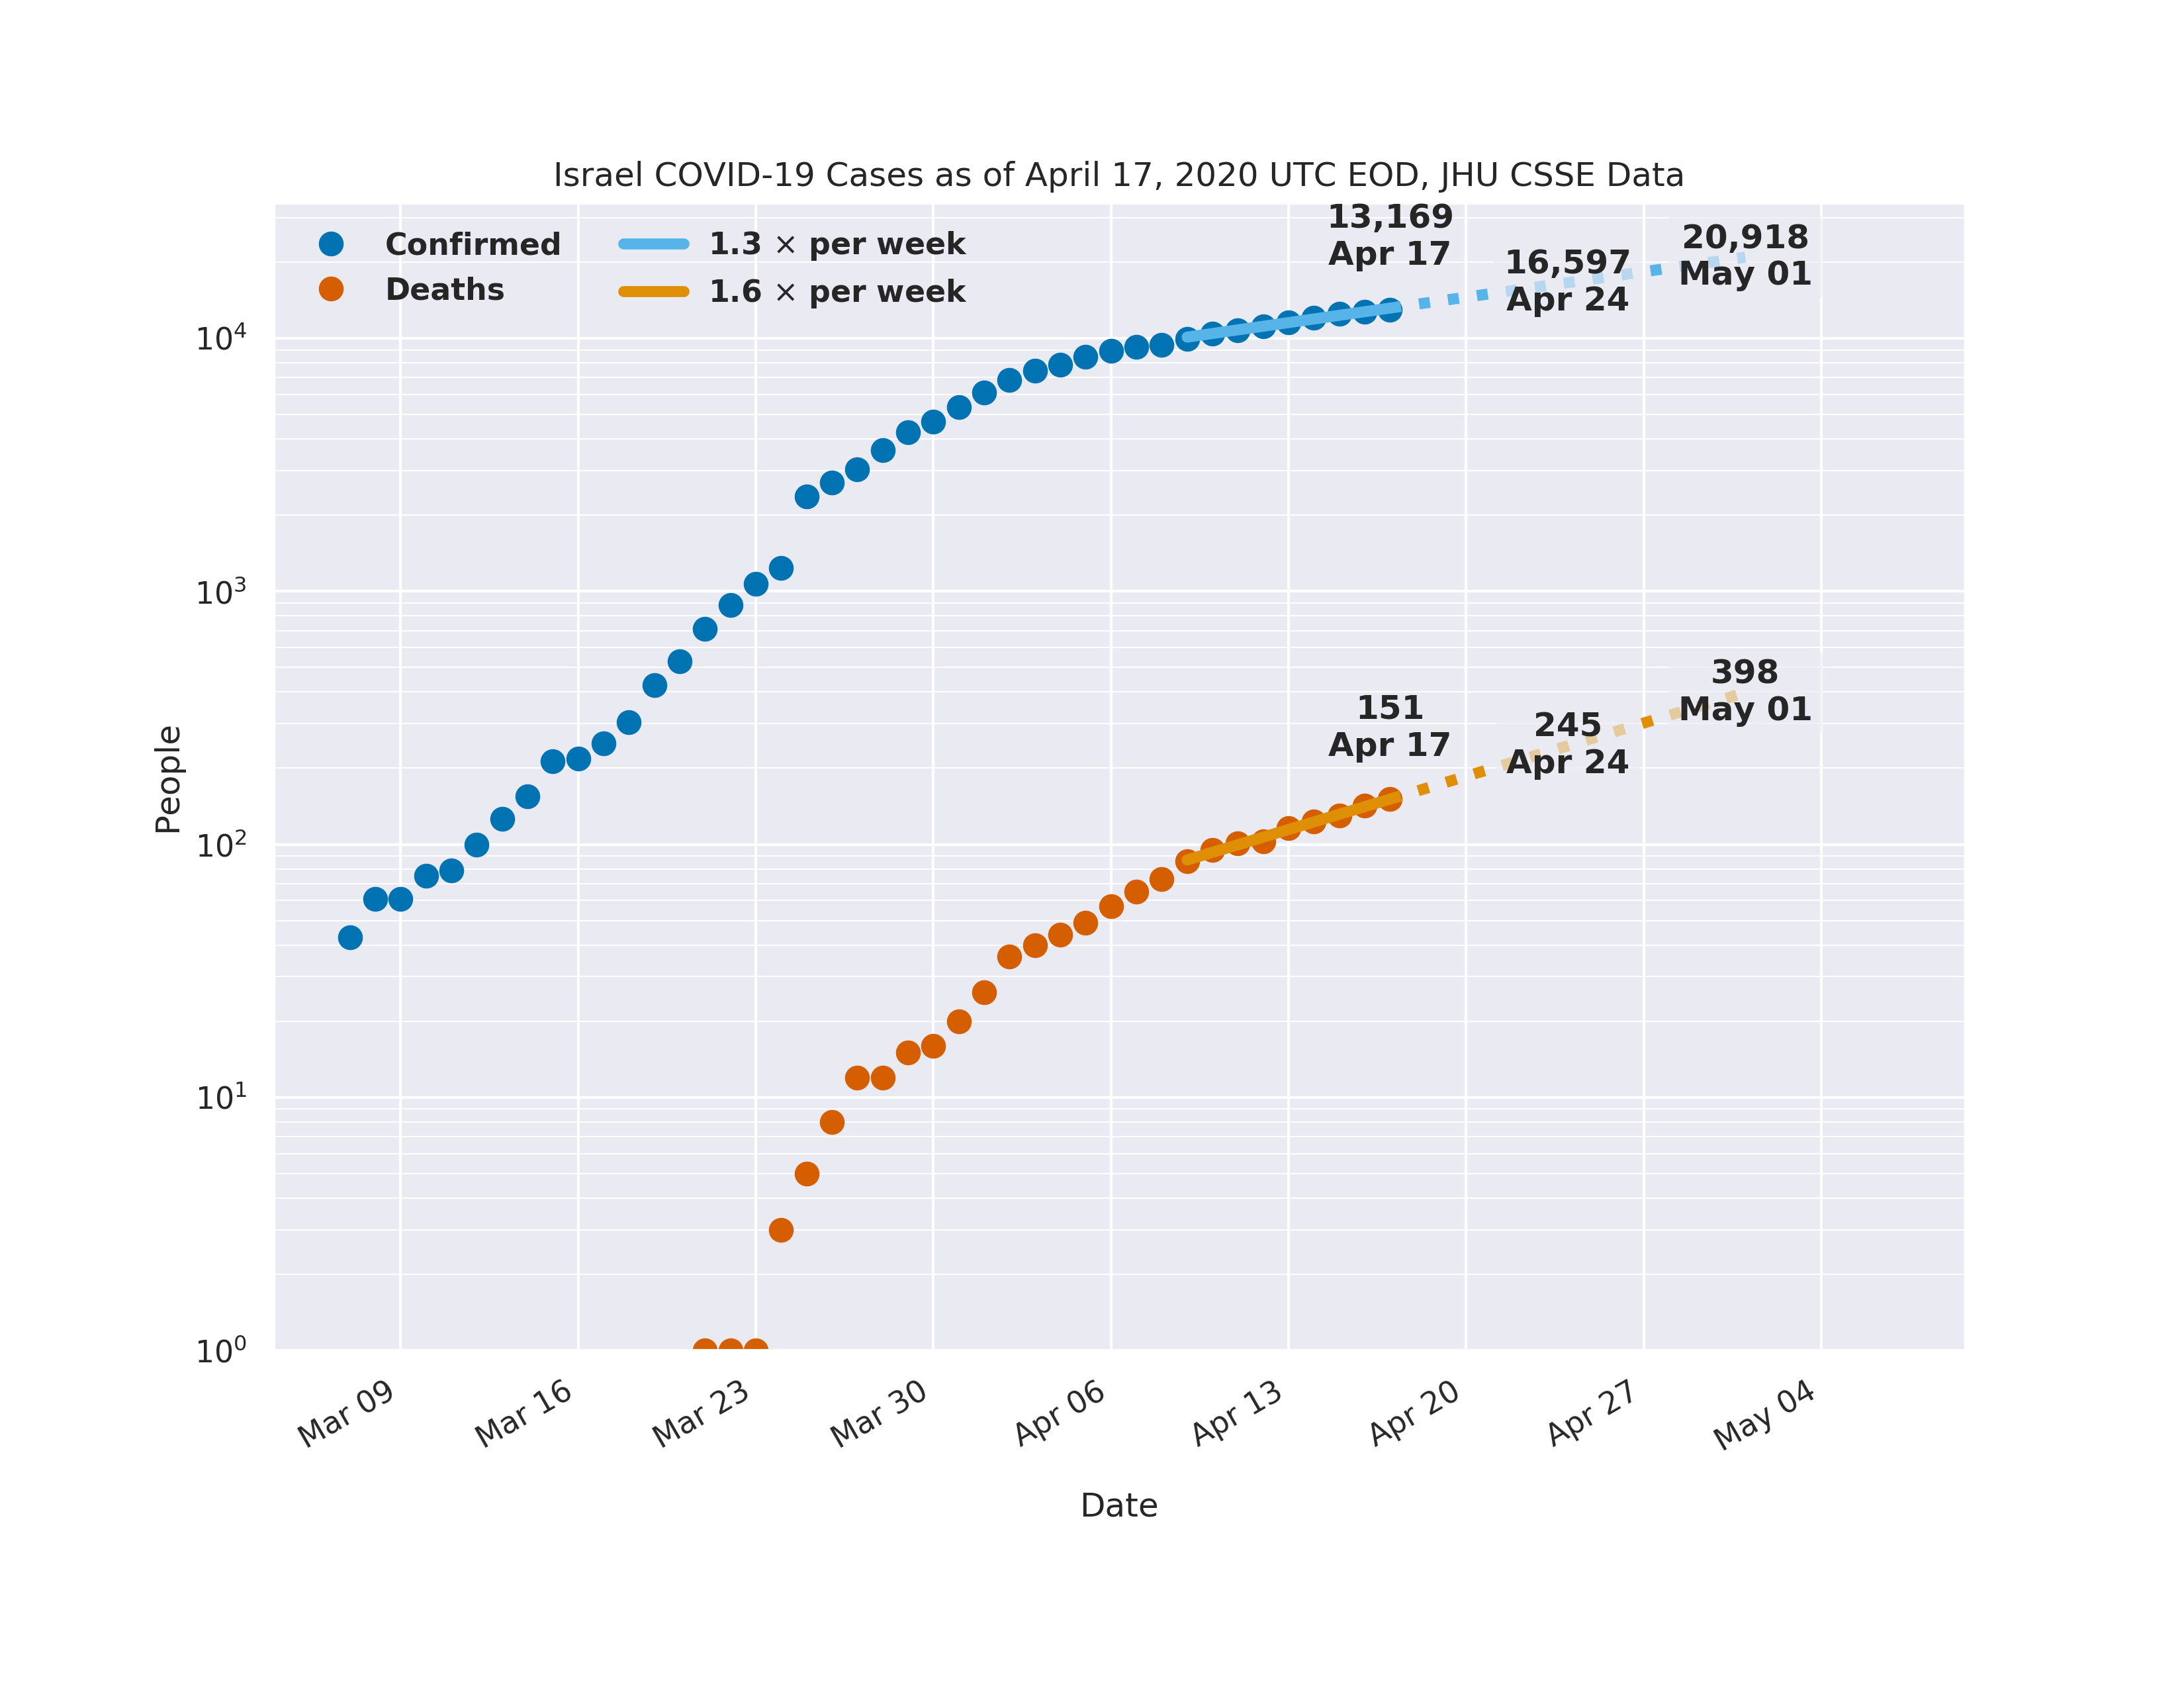 Israel COVID-19 Cases as of April 17, 2020 UTC EOD, JHU CSSE Data
Confirmed
Deaths
1.3 × per week
1.6 × per week
13,169
Apr 17
16,597
Apr 24
20,918
May 01
151
Apr 17
245
Apr 24
398
May 01
People
10⁴
10³
10²
10¹
10⁰
Mar 09
Mar 16
Mar 23
Mar 30
Apr 06
Apr 13
Apr 20
Apr 27
May 04
Date